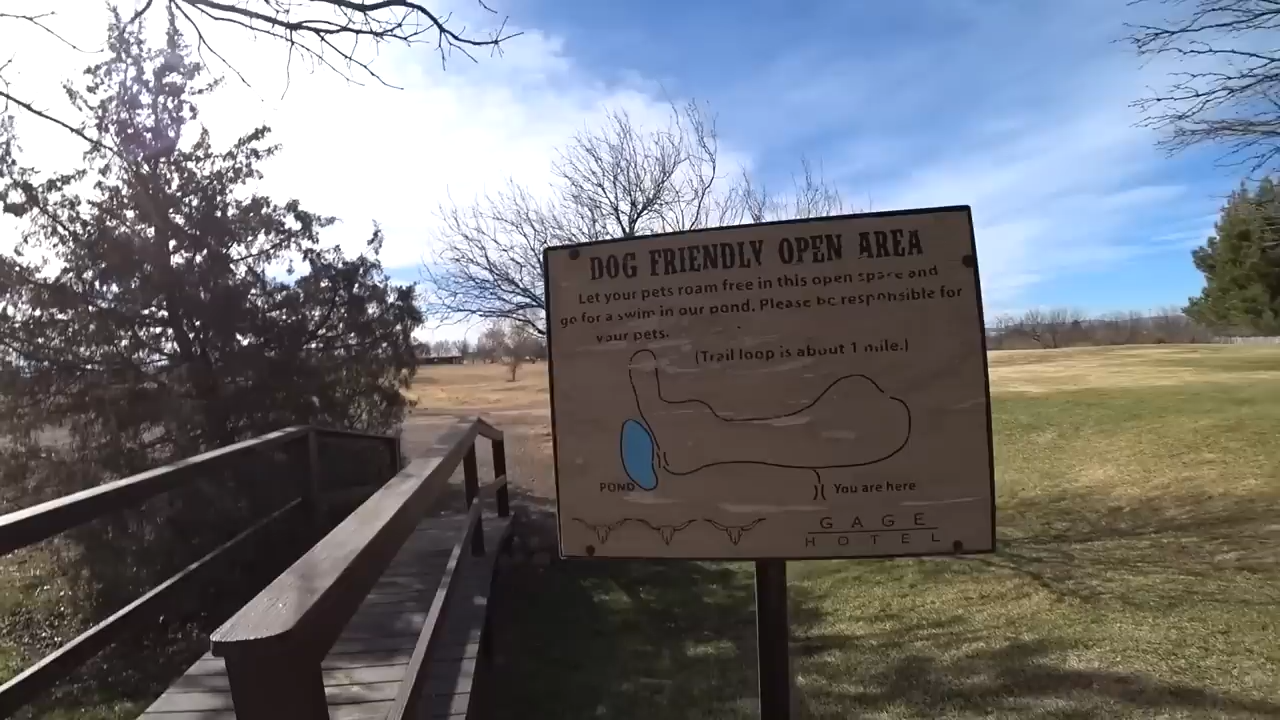 DOG FRIENDLY OPEN AREA
Let your pets roam free in this open space and
go for a swim in our pond. Please be responsible for
your pets.
(Trail loop is about 1 mile.)
POND
You are here
GAGE
HOTEL